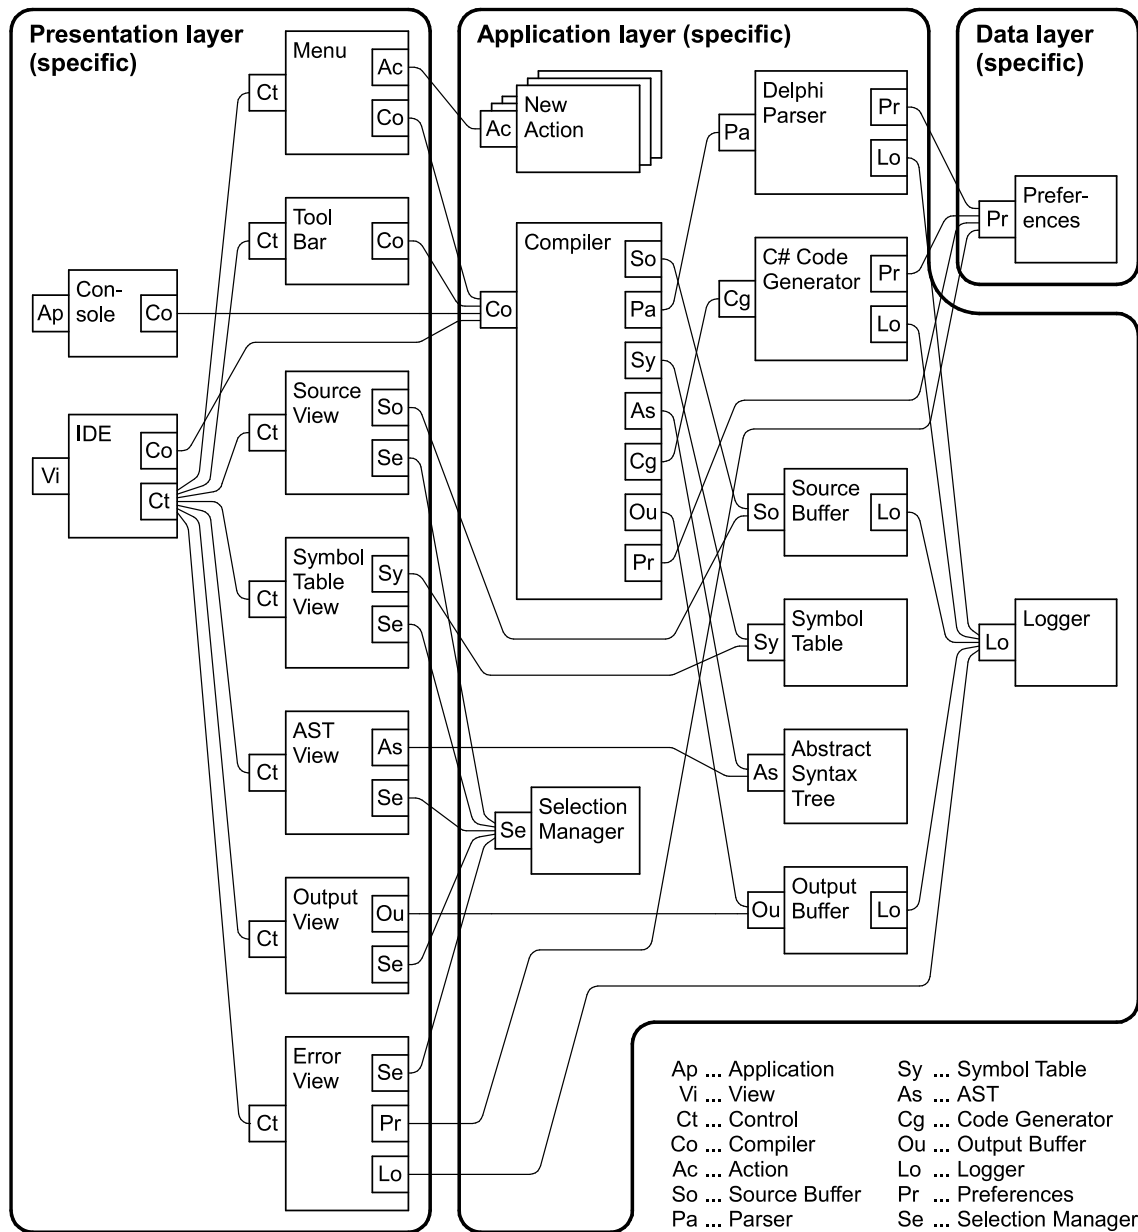 Presentation layer
(specific)
Menu
Ac
Ct
Co
Tool
Bar
Ct
Co
Con-
sole
Ap
Co
IDE
Co
Vi
Ct
Source
View
So
Ct
Se
Symbol
Table
View
Sy
Ct
Se
AST
View
As
Ct
Se
Output
View
Ou
Ct
Se
Error
View
Se
Ct
Pr
Lo
Application layer (specific)
New
Action
Ac
Compiler
Co
So
Pa
Sy
As
Cg
Ou
Pr
Selection
Manager
Se
Delphi
Parser
Pr
Pa
Lo
C# Code
Generator
Pr
Cg
Lo
Source
Buffer
So
Lo
Symbol
Table
Sy
Abstract
Syntax
Tree
As
Output
Buffer
Ou
Lo
Logger
Lo
Data layer
(specific)
Prefer-
ences
Pr
Ap ... Application
Vi ... View
Ct ... Control
Co ... Compiler
Ac ... Action
So ... Source Buffer
Pa ... Parser
Sy ... Symbol Table
As ... AST
Cg ... Code Generator
Ou ... Output Buffer
Lo ... Logger
Pr ... Preferences
Se ... Selection Manager